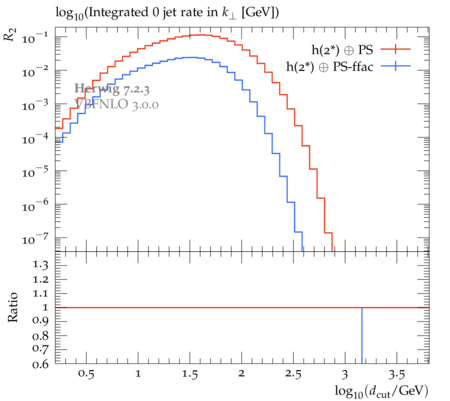 log₁₀(Integrated 0 jet rate in k⊥ [GeV])
R₂
10⁻¹
10⁻²
10⁻³
10⁻⁴
10⁻⁵
10⁻⁶
10⁻⁷
h(2*) ⊕ PS
h(2*) ⊕ PS-ffac
Herwig 7.2.3
VBFNLO 3.0.0
Ratio
1.3
1.2
1.1
1
0.9
0.8
0.7
0.6
0.5 1 1.5 2 2.5 3 3.5
log₁₀(d_cut/GeV)